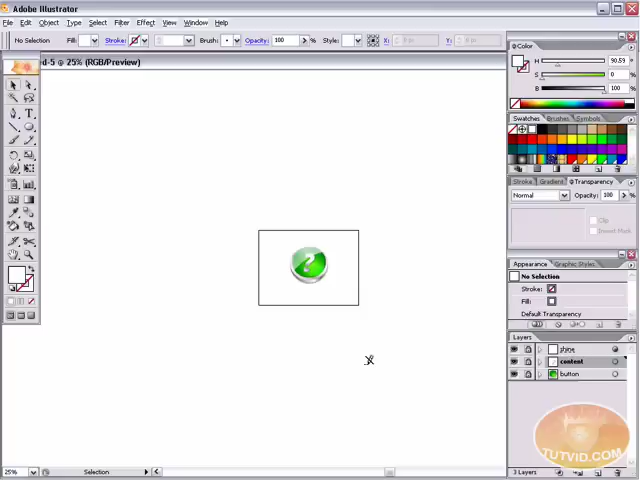 Adobe Illustrator
File Edit Object Type Select Filter Effect View Window Help
No Selection Fill: Stroke: Brush: Opacity: 100 Style:
d-5 @ 25% (RGB/Preview)
Color
H 90.59 °
S 0 %
B 100
Swatches Brushes Symbols
Stroke Gradient Transparency
Normal Opacity: 100
Clip
Invert Mask
?
Appearance Graphic Styles
No Selection
Stroke:
Fill:
Default Transparency
Layers
shine
content
button
3 Layers
TUTVID.COM
25% Selection